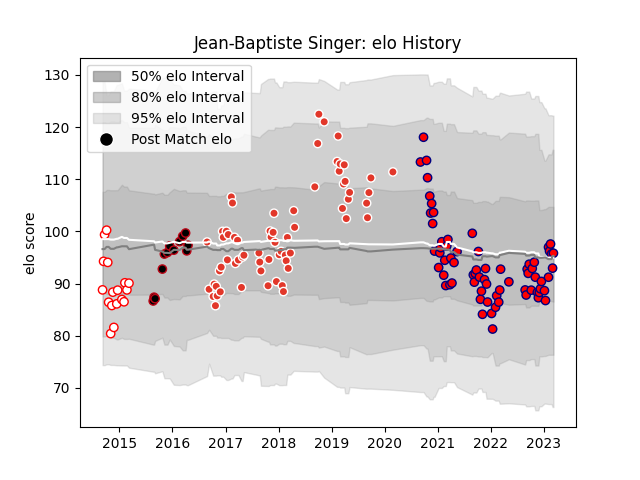 Jean-Baptiste Singer: elo History
50% elo Interval
80% elo Interval
95% elo Interval
Post Match elo
elo score
130
120
110
100
90
80
70
2015 2016 2017 2018 2019 2020 2021 2022 2023